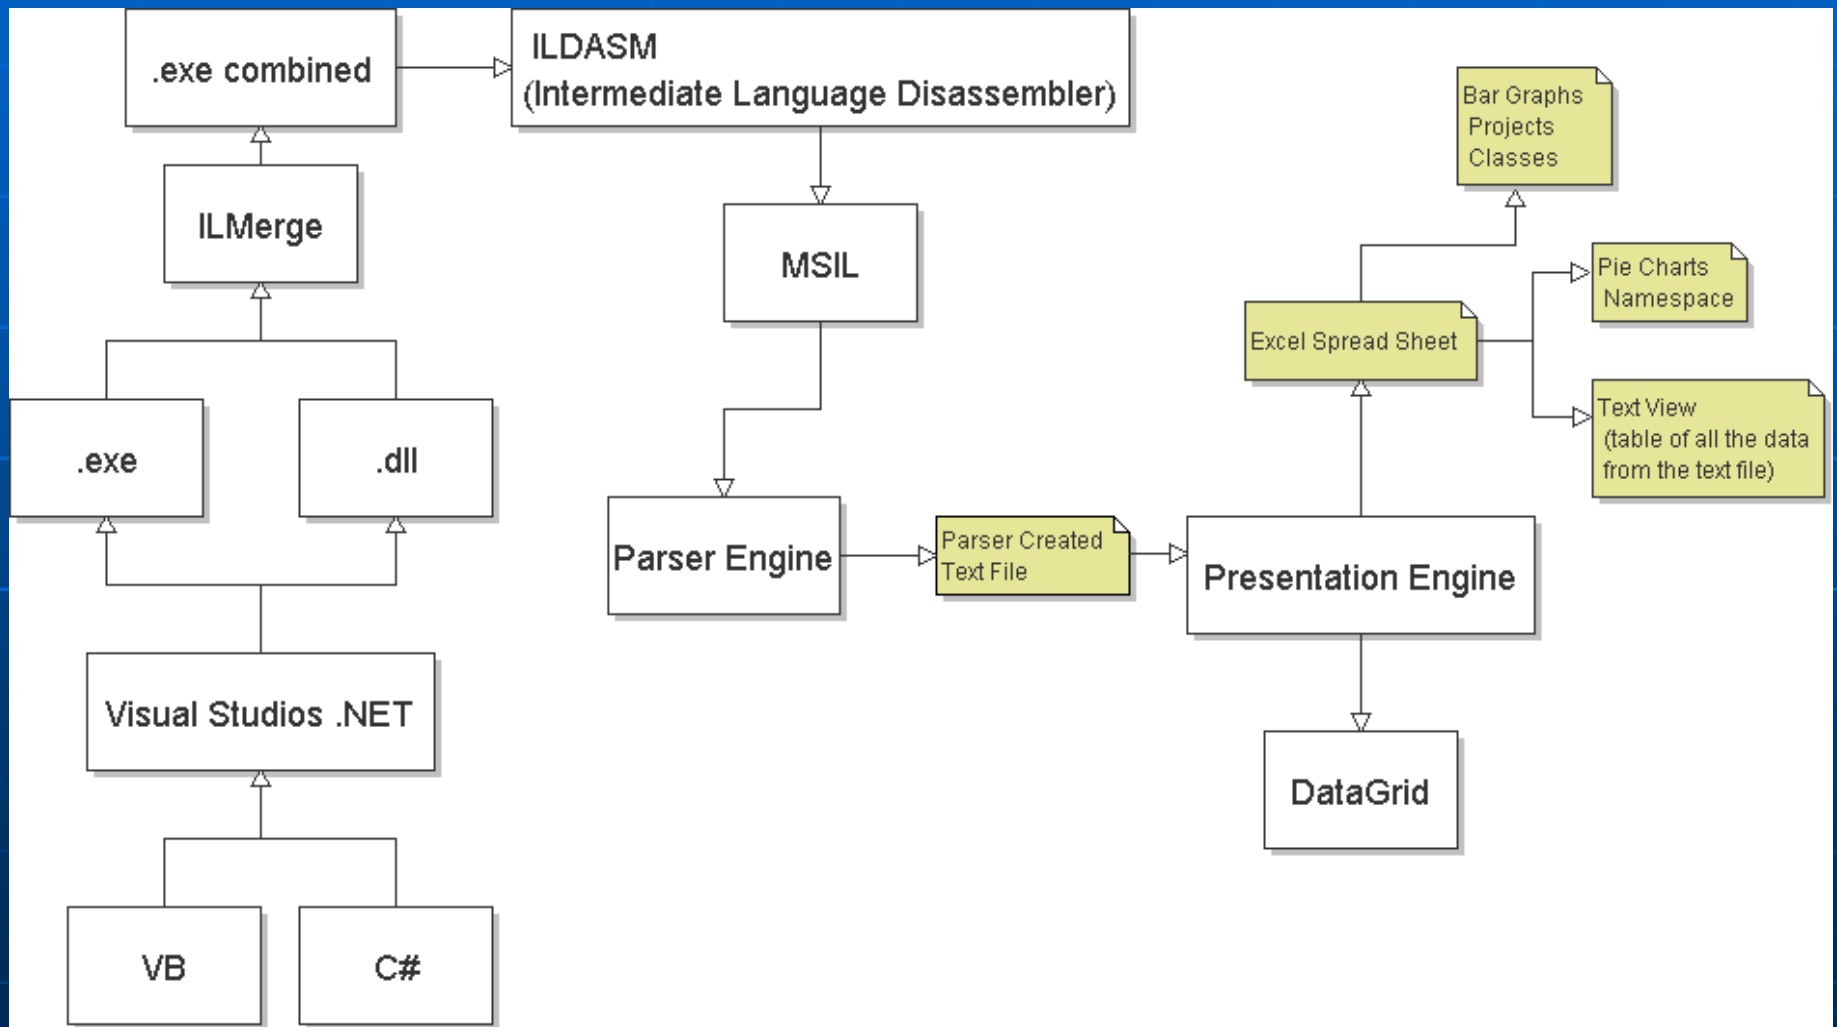 .exe combined
ILDASM
(Intermediate Language Disassembler)
Bar Graphs
Projects
Classes
ILMerge
MSIL
Pie Charts
Namespace
Excel Spread Sheet
Text View
(table of all the data
from the text file)
.exe
.dll
Parser Engine
Parser Created
Text File
Presentation Engine
Visual Studios .NET
DataGrid
VB
C#